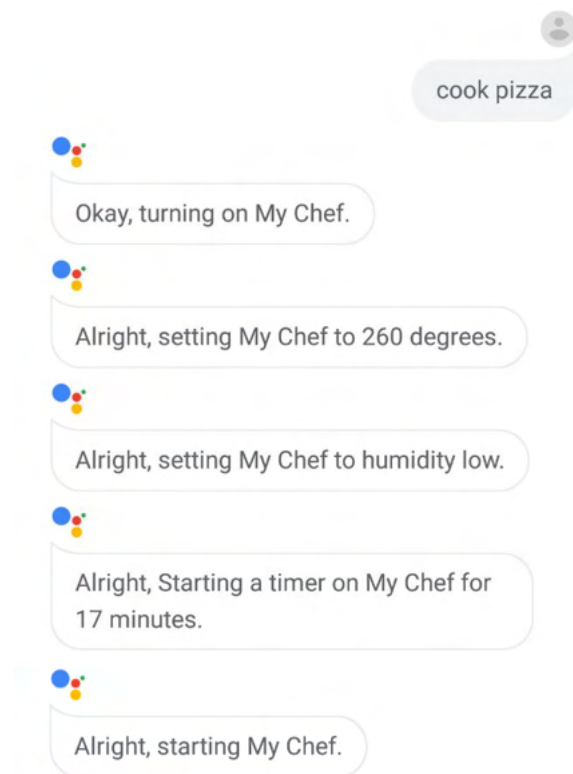 cook pizza
Okay, turning on My Chef.
Alright, setting My Chef to 260 degrees.
Alright, setting My Chef to humidity low.
Alright, Starting a timer on My Chef for
17 minutes.
Alright, starting My Chef.